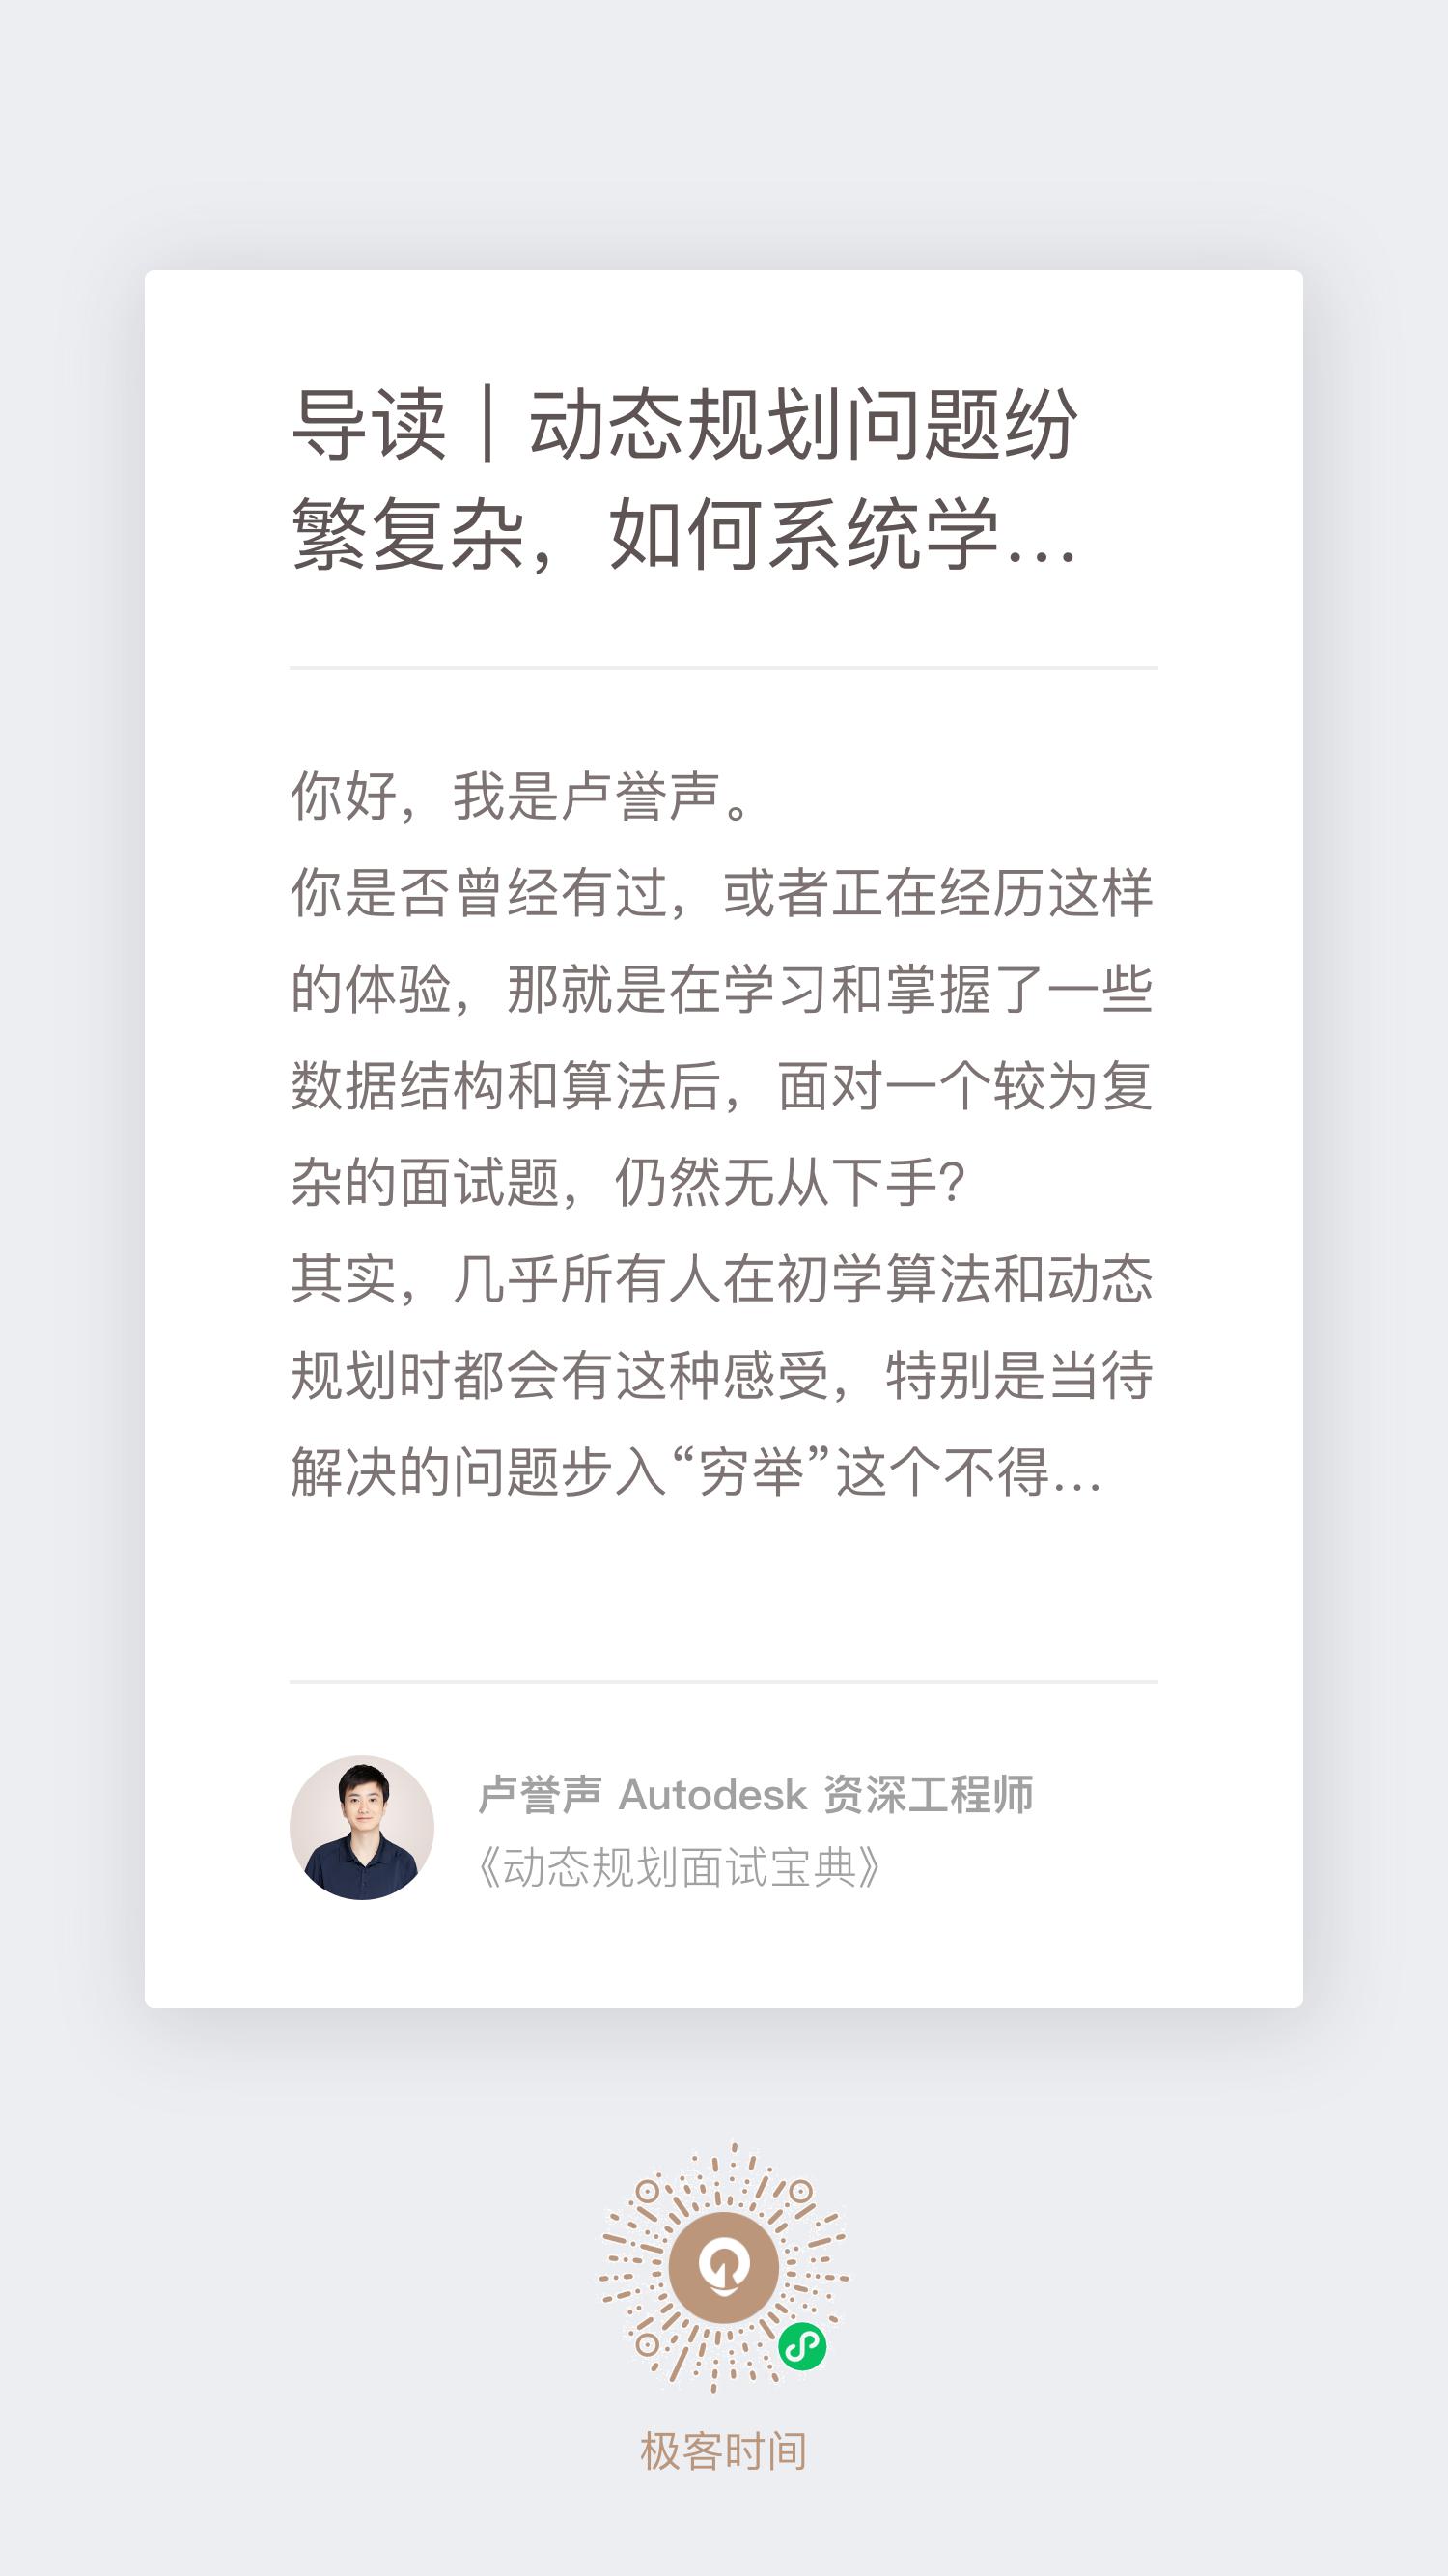 导读｜动态规划问题纷
繁复杂，如何系统学...
你好，我是卢誉声。
你是否曾经有过，或者正在经历这样
的体验，那就是在学习和掌握了一些
数据结构和算法后，面对一个较为复
杂的面试题，仍然无从下手？
其实，几乎所有人在初学算法和动态
规划时都会有这种感受，特别是当待
解决的问题步入“穷举”这个不得...
卢誉声 Autodesk 资深工程师
《动态规划面试宝典》
极客时间